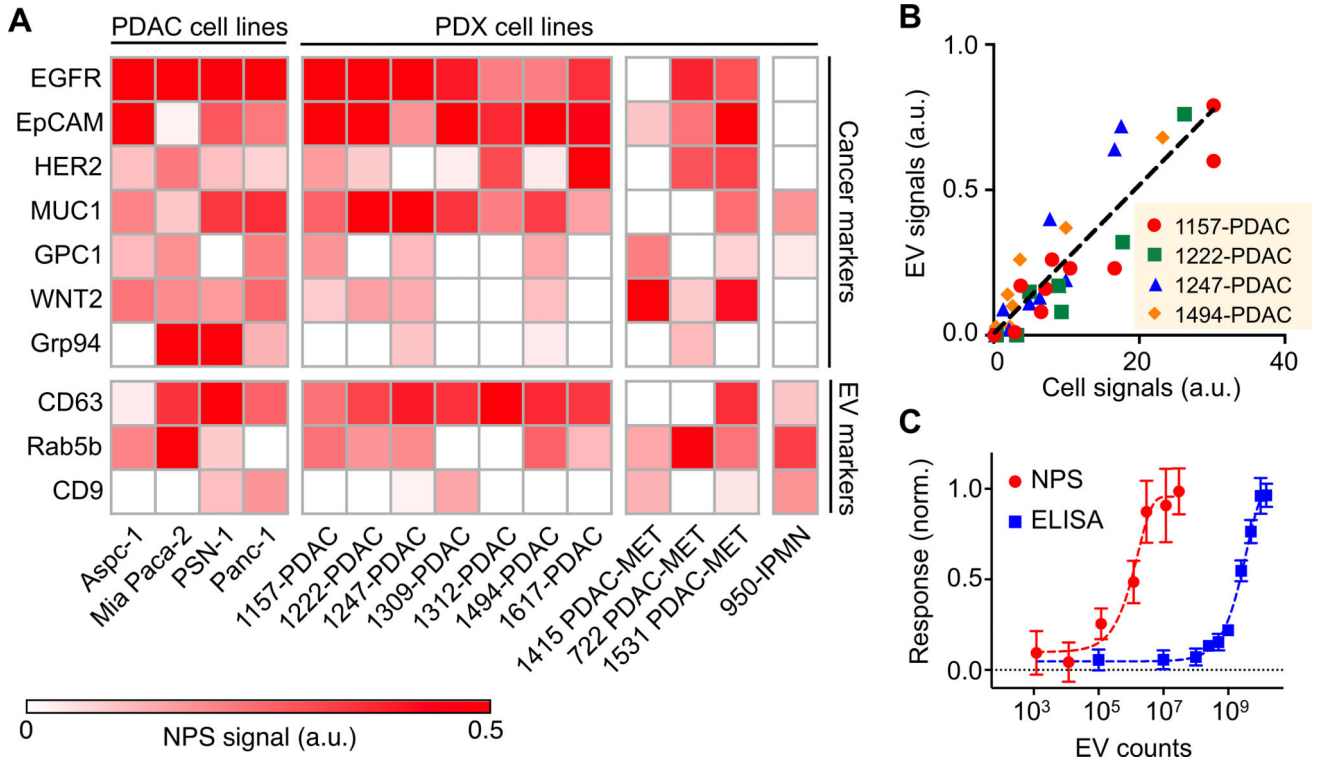 A
PDAC cell lines
PDX cell lines
EGFR
EpCAM
HER2
MUC1
GPC1
WNT2
Grp94
Cancer markers
CD63
Rab5b
CD9
EV markers
Aspc-1
Mia Paca-2
PSN-1
Panc-1
1157-PDAC
1222-PDAC
1247-PDAC
1309-PDAC
1312-PDAC
1494-PDAC
1617-PDAC
1415 PDAC-MET
722 PDAC-MET
1531 PDAC-MET
950-IPMN
0
0.5
NPS signal (a.u.)
B
1.0
0.5
0.0
EV signals (a.u.)
1157-PDAC
1222-PDAC
1247-PDAC
1494-PDAC
0
20
40
Cell signals (a.u.)
C
1.0
0.5
0.0
Response (norm.)
NPS
ELISA
10³
10⁵
10⁷
10⁹
EV counts